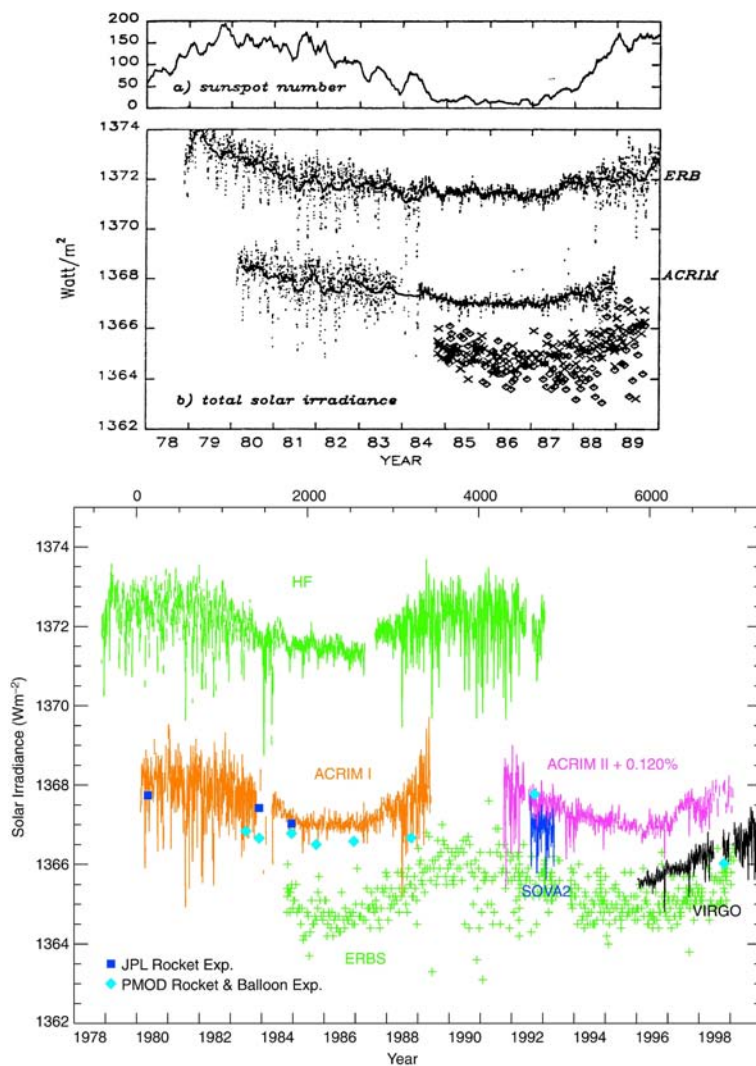 200
150
100
50
0
a) sunspot number
1374
1372
1370
1368
1366
1364
1362
Watt/m²
ERB
ACRIM
b) total solar irradiance
78 79 80 81 82 83 84 85 86 87 88 89
YEAR
0 2000 4000 6000
1374
1372
1370
1368
1366
1364
1362
Solar Irradiance (Wm⁻²)
HF
ACRIM I
ACRIM II + 0.120%
SOVA2
VIRGO
ERBS
JPL Rocket Exp.
PMOD Rocket & Balloon Exp.
1978 1980 1982 1984 1986 1988 1990 1992 1994 1996 1998
Year